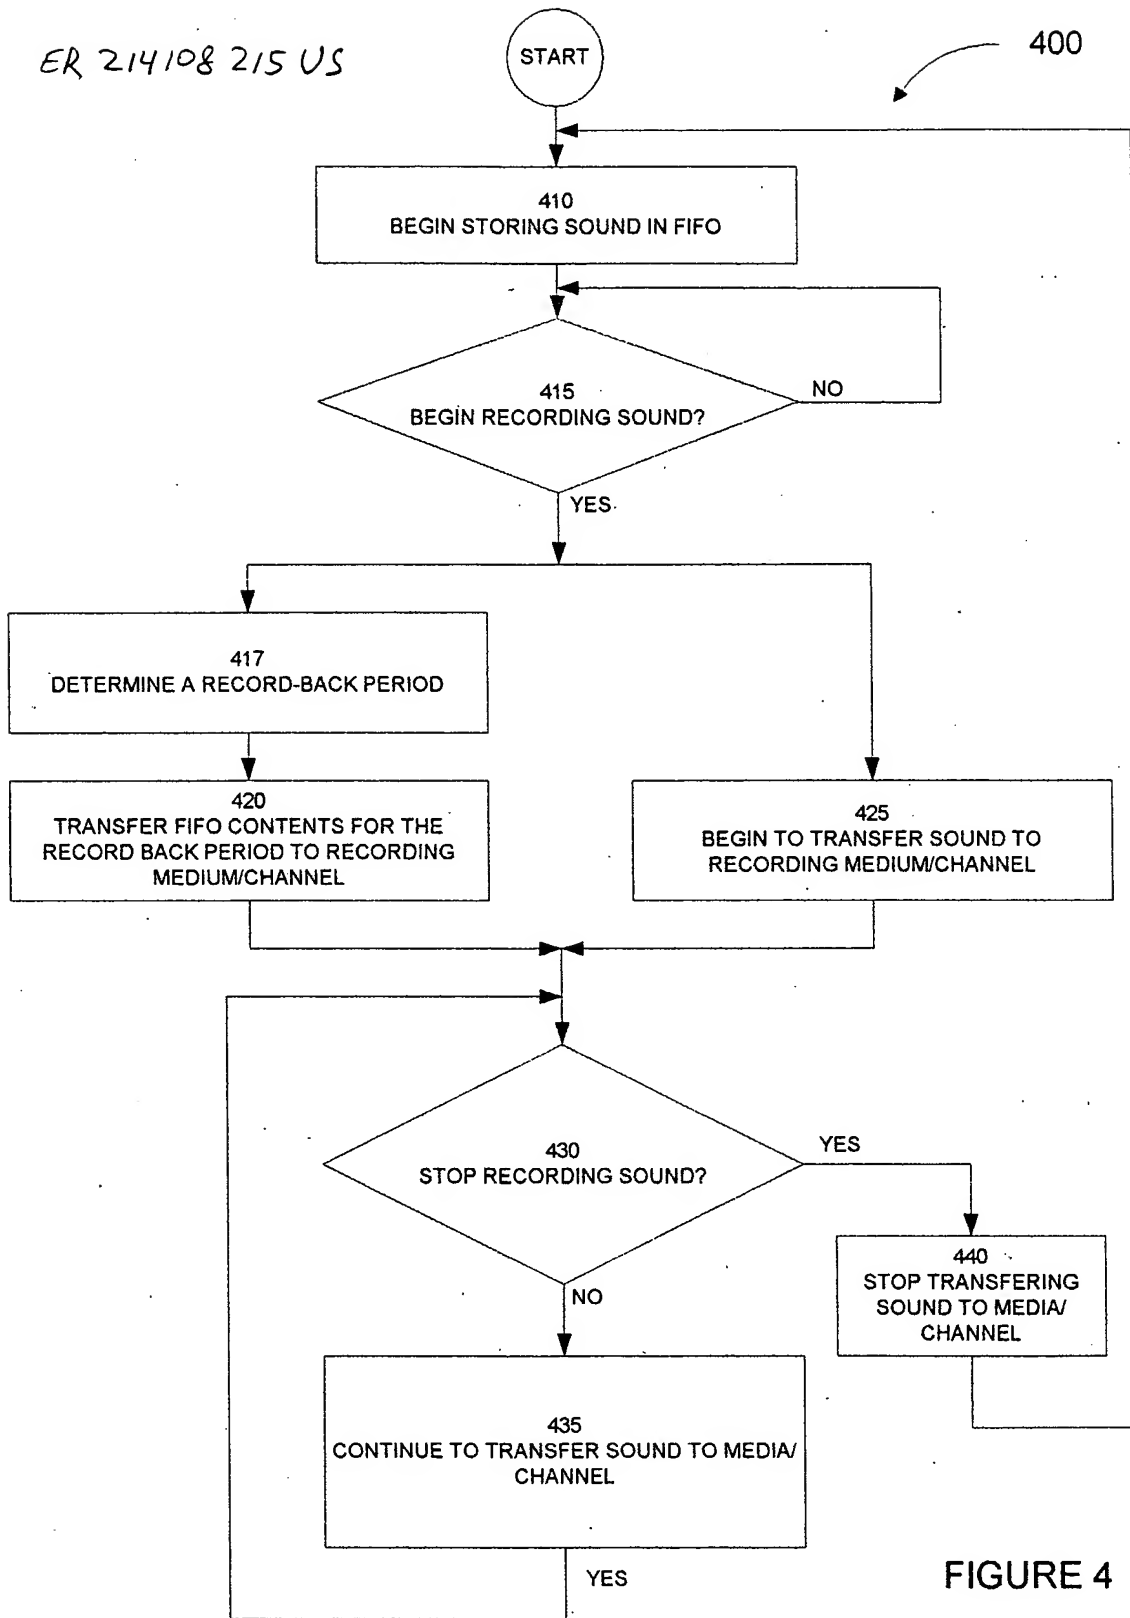 ER 214108 215 US
START
400
410
BEGIN STORING SOUND IN FIFO
415
BEGIN RECORDING SOUND?
NO
YES
417
DETERMINE A RECORD-BACK PERIOD
420
TRANSFER FIFO CONTENTS FOR THE
RECORD BACK PERIOD TO RECORDING
MEDIUM/CHANNEL
425
BEGIN TO TRANSFER SOUND TO
RECORDING MEDIUM/CHANNEL
430
STOP RECORDING SOUND?
YES
NO
440
STOP TRANSFERING
SOUND TO MEDIA/
CHANNEL
435
CONTINUE TO TRANSFER SOUND TO MEDIA/
CHANNEL
YES
FIGURE 4